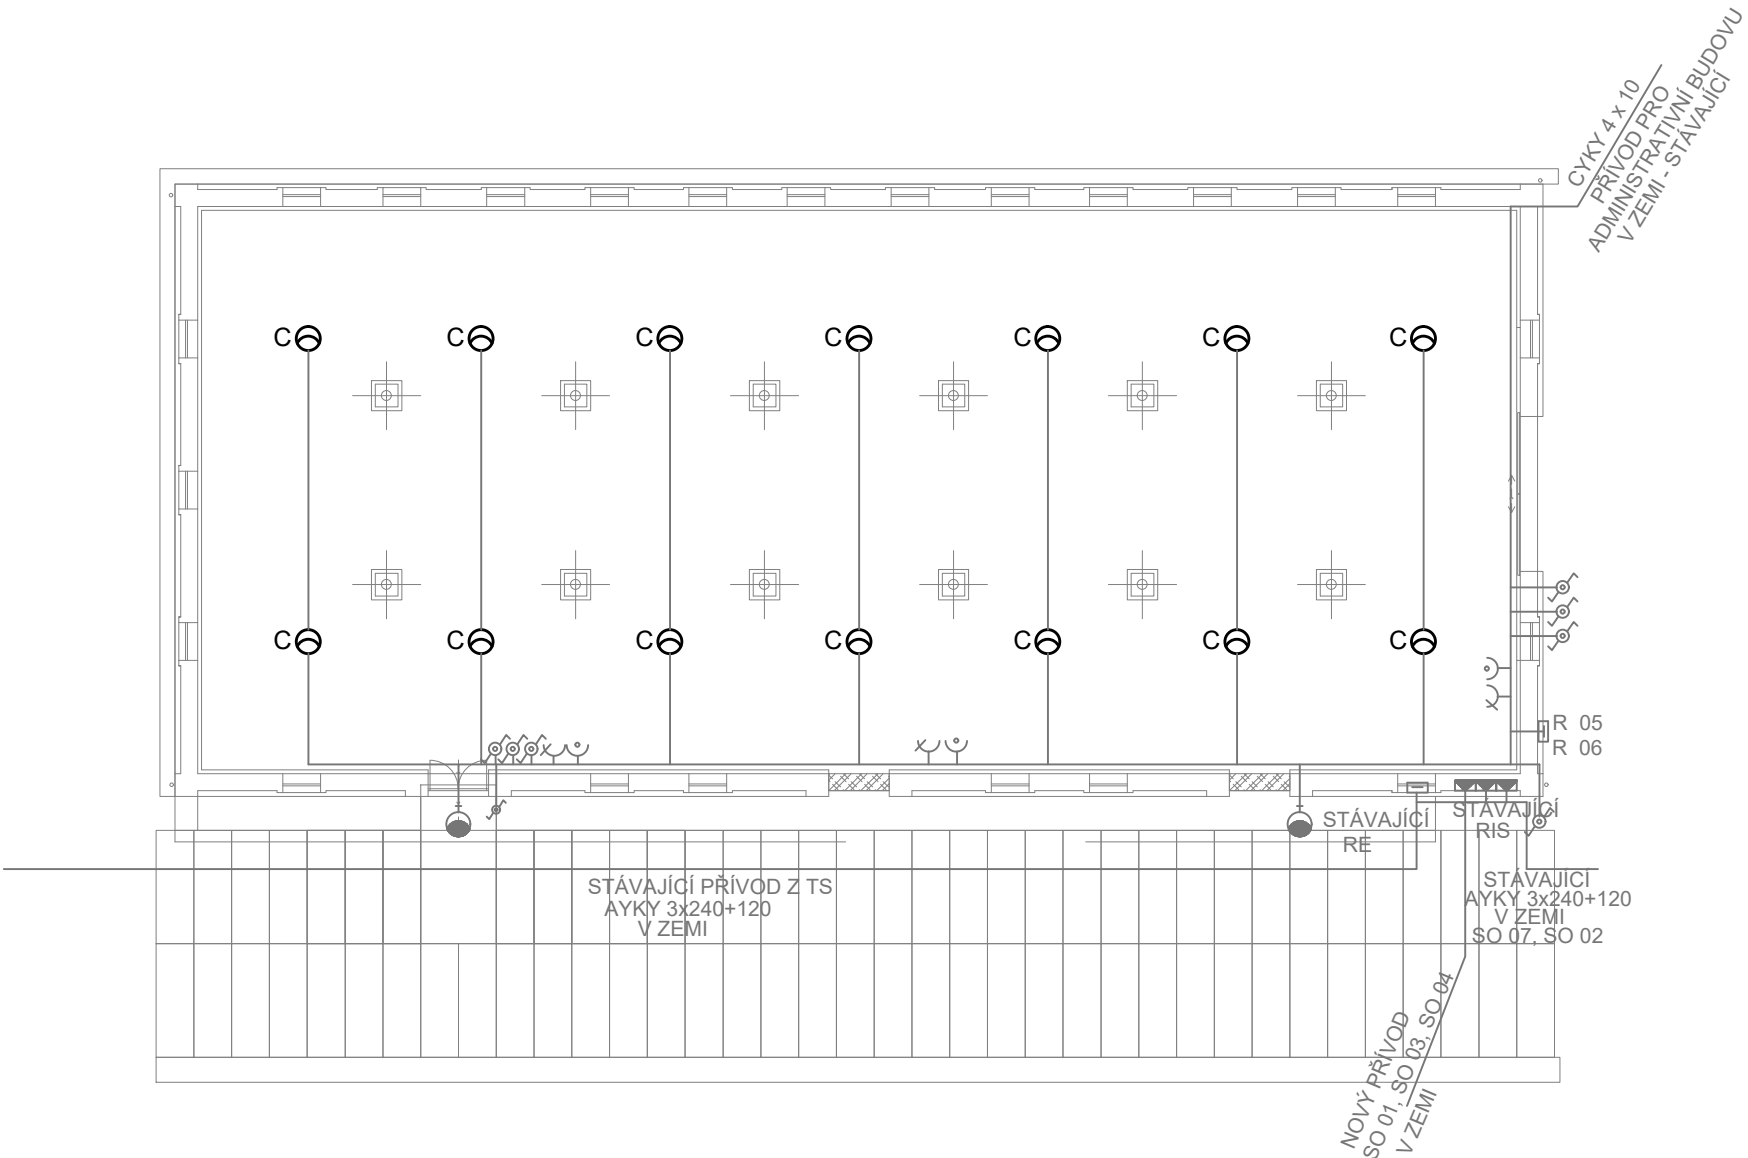 CYKY 4 x 10
PŘÍVOD PRO
ADMINISTRATIVNÍ BUDOVU
V ZEMI - STÁVAJÍCÍ
C C C C C C C
C C C C C C C
R 05
R 06
STÁVAJÍCÍ
RE
STÁVAJÍCÍ
RIS
STÁVAJÍCÍ PŘÍVOD Z TS
AYKY 3x240+120
V ZEMI
STÁVAJÍCÍ
AYKY 3x240+120
V ZEMI
SO 07, SO 02
NOVÝ PŘÍVOD
SO 01, SO 03, SO 04
V ZEMI